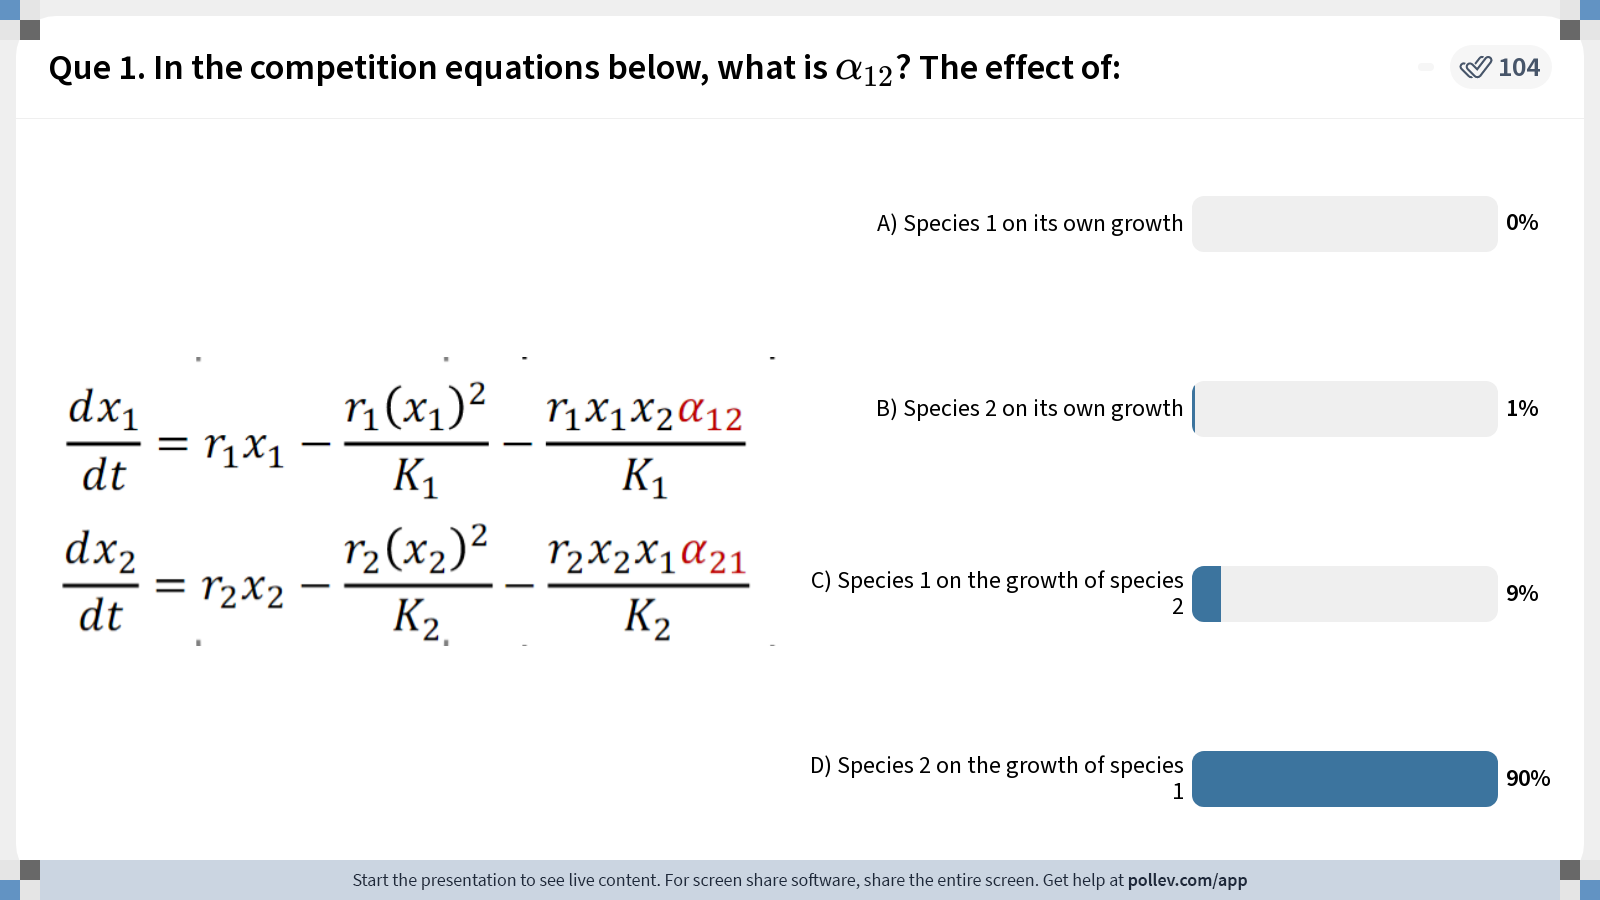 Que 1. In the competition equations below, what is α₁₂? The effect of:
104
A) Species 1 on its own growth
0%
B) Species 2 on its own growth
1%
C) Species 1 on the growth of species
2
9%
D) Species 2 on the growth of species
1
90%
dx₁/dt = r₁x₁ − r₁(x₁)²/K₁ − r₁x₁x₂α₁₂/K₁
dx₂/dt = r₂x₂ − r₂(x₂)²/K₂ − r₂x₂x₁α₂₁/K₂
Start the presentation to see live content. For screen share software, share the entire screen. Get help at pollev.com/app